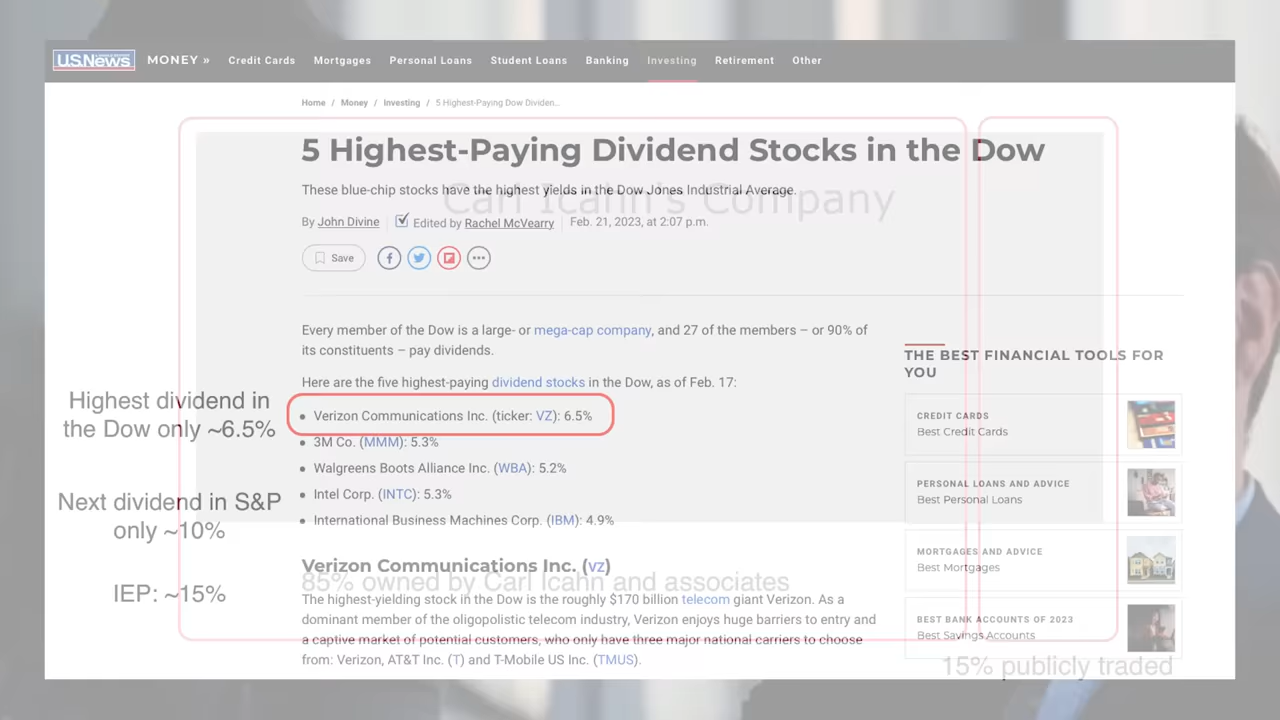 U.S.News
MONEY »
Credit Cards
Mortgages
Personal Loans
Student Loans
Banking
Investing
Retirement
Other
Home / Money / Investing / 5 Highest-Paying Dow Dividen...
5 Highest-Paying Dividend Stocks in the Dow
These blue-chip stocks have the highest yields in the Dow Jones Industrial Average.
Carl Icahn's Company
By John Divine
Edited by Rachel McVearry
Feb. 21, 2023, at 2:07 p.m.
Save
Every member of the Dow is a large- or mega-cap company, and 27 of the members – or 90% of
its constituents – pay dividends.
Here are the five highest-paying dividend stocks in the Dow, as of Feb. 17:
• Verizon Communications Inc. (ticker: VZ): 6.5%
• 3M Co. (MMM): 5.3%
• Walgreens Boots Alliance Inc. (WBA): 5.2%
• Intel Corp. (INTC): 5.3%
• International Business Machines Corp. (IBM): 4.9%
Highest dividend in
the Dow only ~6.5%
Next dividend in S&P
only ~10%
IEP: ~15%
Verizon Communications Inc. (VZ)
85% owned by Carl Icahn and associates
The highest-yielding stock in the Dow is the roughly $170 billion telecom giant Verizon. As a
dominant member of the oligopolistic telecom industry, Verizon enjoys huge barriers to entry and
a captive market of potential customers, who only have three major national carriers to choose
from: Verizon, AT&T Inc. (T) and T-Mobile US Inc. (TMUS).
THE BEST FINANCIAL TOOLS FOR
YOU
CREDIT CARDS
Best Credit Cards
PERSONAL LOANS AND ADVICE
Best Personal Loans
MORTGAGES AND ADVICE
Best Mortgages
BEST BANK ACCOUNTS OF 2023
Best Savings Accounts
15% publicly traded